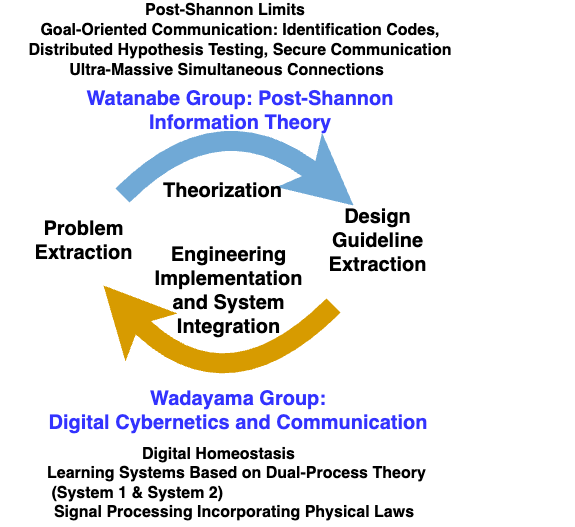 Post-Shannon Limits
Goal-Oriented Communication: Identification Codes,
Distributed Hypothesis Testing, Secure Communication
Ultra-Massive Simultaneous Connections
Watanabe Group: Post-Shannon
Information Theory
Theorization
Problem
Extraction
Design
Guideline
Extraction
Engineering
Implementation
and System
Integration
Wadayama Group:
Digital Cybernetics and Communication
Digital Homeostasis
Learning Systems Based on Dual-Process Theory
(System 1 & System 2)
Signal Processing Incorporating Physical Laws